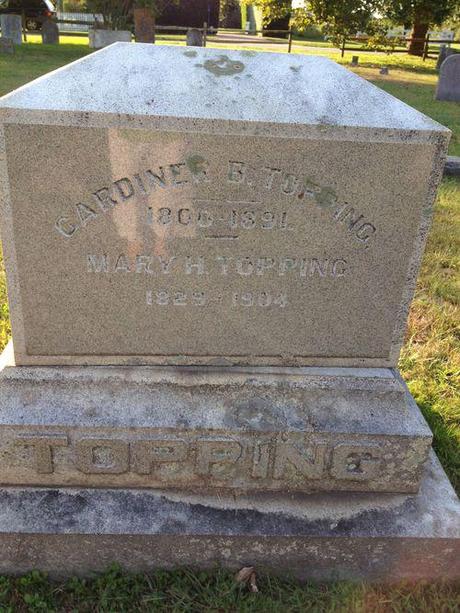 GARDINER B. TOPPING,
1800-1891.
MARY H. TOPPING
1829-1904
TOPPING